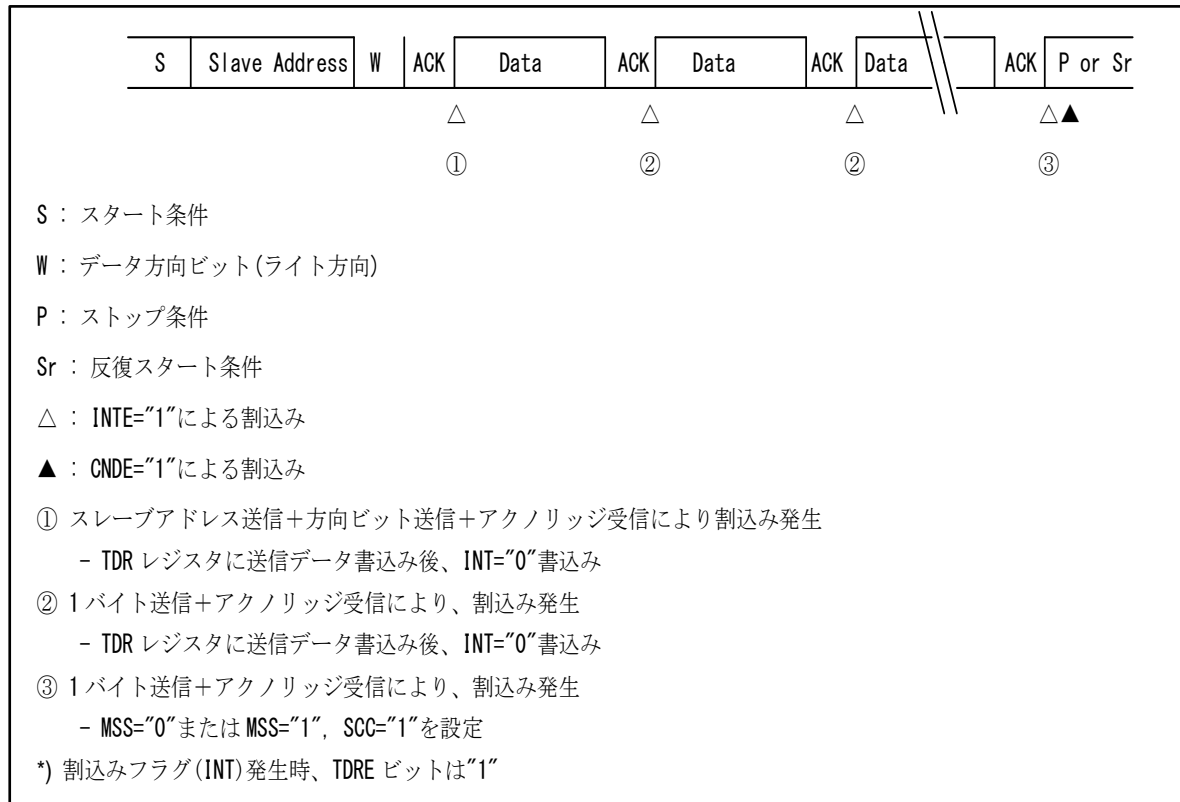 S Slave Address W ACK Data ACK Data ACK Data ACK P or Sr
△ △ △ △▲
① ② ② ③
S : スタート条件
W : データ方向ビット(ライト方向)
P : ストップ条件
Sr : 反復スタート条件
△ : INTE="1"による割込み
▲ : CNDE="1"による割込み
① スレーブアドレス送信＋方向ビット送信＋アクノリッジ受信により割込み発生
- TDR レジスタに送信データ書込み後、INT="0"書込み
② 1バイト送信＋アクノリッジ受信により、割込み発生
- TDR レジスタに送信データ書込み後、INT="0"書込み
③ 1バイト送信＋アクノリッジ受信により、割込み発生
- MSS="0"または MSS="1", SCC="1"を設定
*) 割込みフラグ(INT)発生時、TDRE ビットは"1"